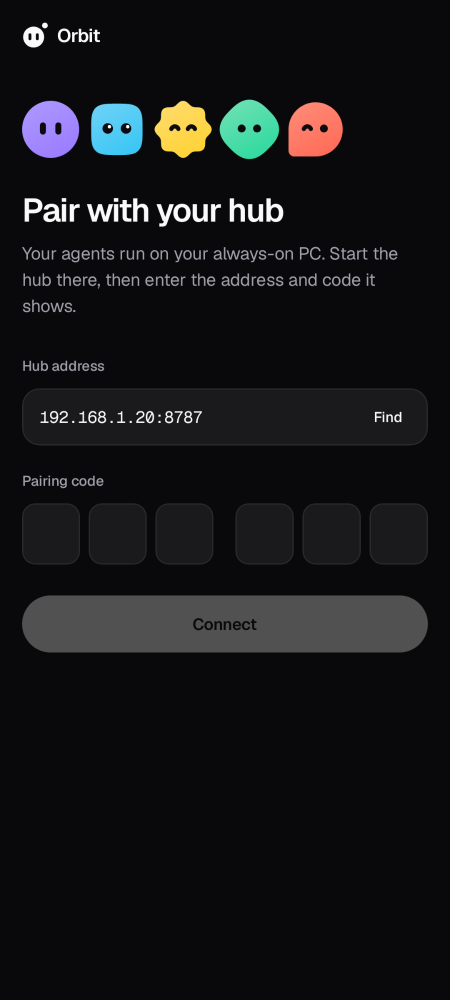 Orbit
Pair with your hub
Your agents run on your always-on PC. Start the
hub there, then enter the address and code it
shows.
Hub address
192.168.1.20:8787
Find
Pairing code
Connect